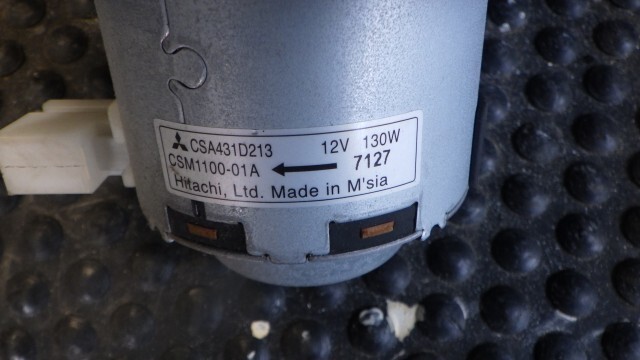 CSA431D213 12V 130W
CSM1100-01A 7127
Hitachi, Ltd. Made in M'sia